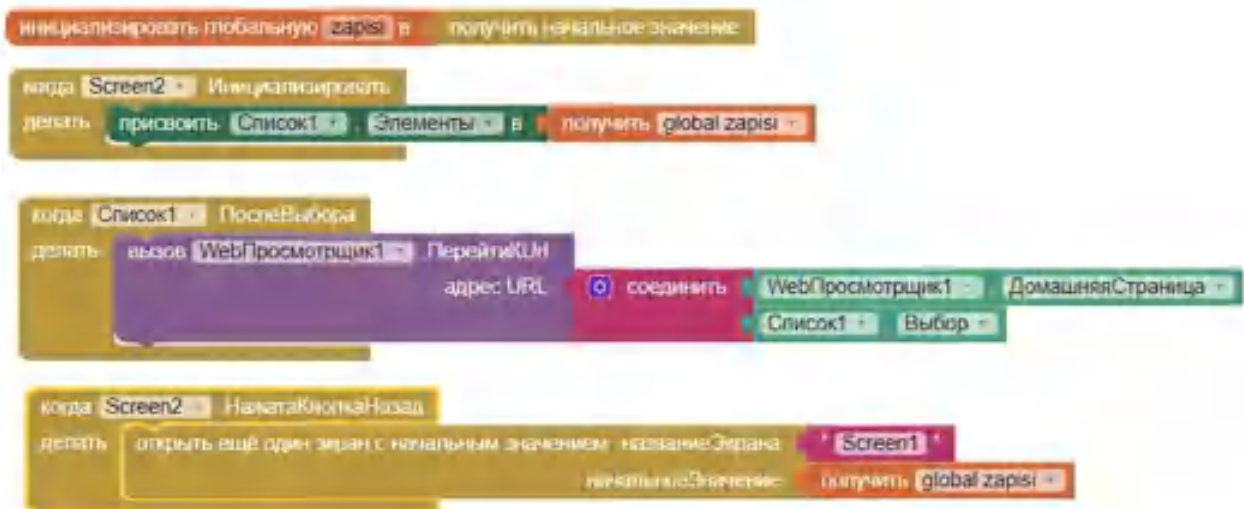 инициализировать глобальную zapisi в получить начальное значение
когда Screen2 . Инициализировать
делать присвоить Список1 . Элементы в получить global zapisi
когда Список1 . ПослеВыбора
делать вызов WebПросмотрщик1 . ПерейтиКUrl
адрес URL соединить WebПросмотрщик1 . ДомашняяСтраница
Список1 . Выбор
когда Screen2 . НажатаКнопкаНазад
делать открыть ещё один экран с начальным значением названиеЭкрана " Screen1 "
начальноеЗначение получить global zapisi